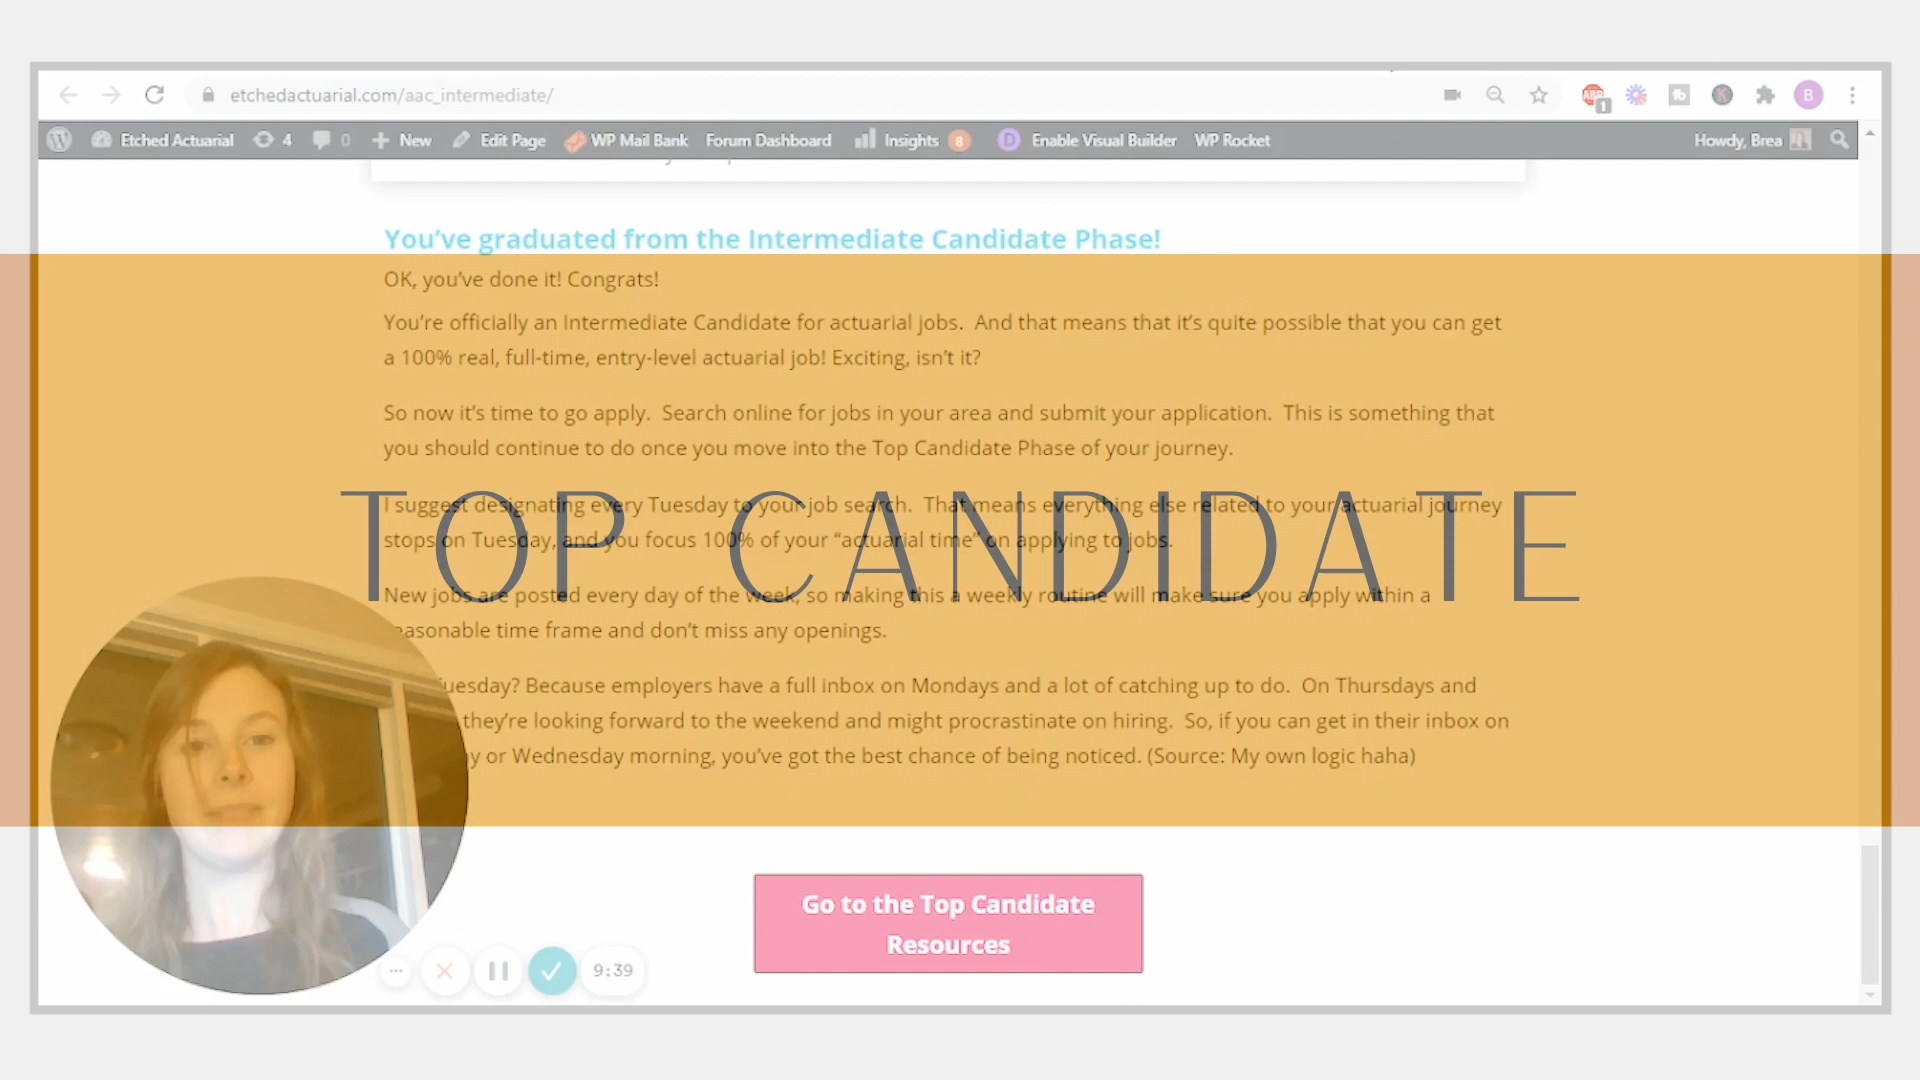 etchedactuarial.com/aac_intermediate/
ABP
1
B
Etched Actuarial
4
0
New
Edit Page
WP Mail Bank
Forum Dashboard
Insights
8
D
Enable Visual Builder
WP Rocket
Howdy, Brea
You've graduated from the Intermediate Candidate Phase!
OK, you've done it! Congrats!
You're officially an Intermediate Candidate for actuarial jobs. And that means that it's quite possible that you can get
a 100% real, full-time, entry-level actuarial job! Exciting, isn't it?
So now it's time to go apply. Search online for jobs in your area and submit your application. This is something that
you should continue to do once you move into the Top Candidate Phase of your journey.
I suggest designating every Tuesday to your job search. That means everything else related to your actuarial journey
stops on Tuesday, and you focus 100% of your “actuarial time” on applying to jobs.
TOP CANDIDATE
New jobs are posted every day of the week, so making this a weekly routine will make sure you apply within a
reasonable time frame and don't miss any openings.
Tuesday? Because employers have a full inbox on Mondays and a lot of catching up to do. On Thursdays and
they're looking forward to the weekend and might procrastinate on hiring. So, if you can get in their inbox on
or Wednesday morning, you've got the best chance of being noticed. (Source: My own logic haha)
Go to the Top Candidate
Resources
9:39